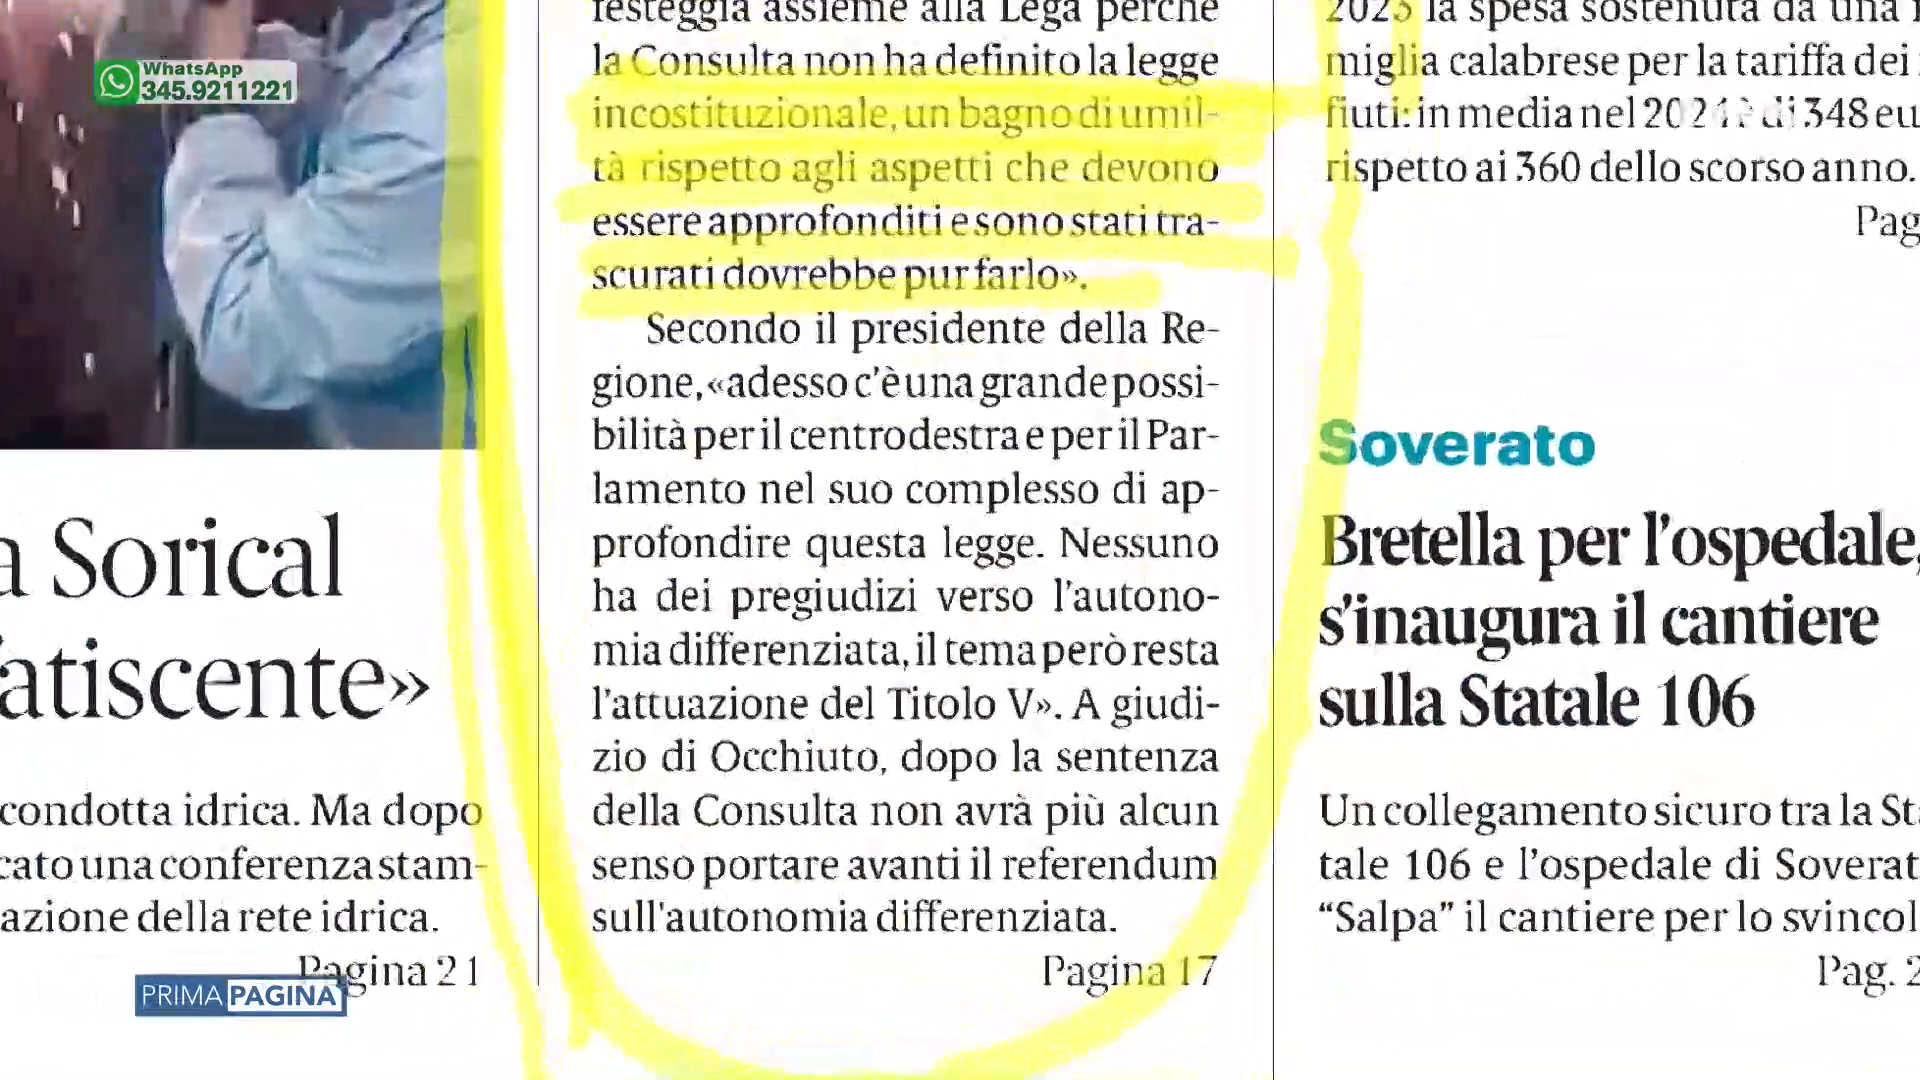 WhatsApp
345.9211221
a Sorical
atiscente»
condotta idrica. Ma dopo
cato una conferenza stam-
azione della rete idrica.
Pagina 21
PRIMA PAGINA
festeggia assieme alla Lega perché
la Consulta non ha definito la legge
incostituzionale, un bagno di umil-
tà rispetto agli aspetti che devono
essere approfonditi e sono stati tra-
scurati dovrebbe pur farlo».
Secondo il presidente della Re-
gione, «adesso c'è una grande possi-
bilità per il centrodestra e per il Par-
lamento nel suo complesso di ap-
profondire questa legge. Nessuno
ha dei pregiudizi verso l'autono-
mia differenziata, il tema però resta
l'attuazione del Titolo V». A giudi-
zio di Occhiuto, dopo la sentenza
della Consulta non avrà più alcun
senso portare avanti il referendum
sull'autonomia differenziata.
Pagina 17
2023 la spesa sostenuta da una
miglia calabrese per la tariffa dei
fiuti: in media nel 2024 è di 348 eu
rispetto ai 360 dello scorso anno.
Pag
Soverato
Bretella per l'ospedale,
s'inaugura il cantiere
sulla Statale 106
Un collegamento sicuro tra la St
tale 106 e l'ospedale di Soverat
“Salpa” il cantiere per lo svincol
Pag. 2